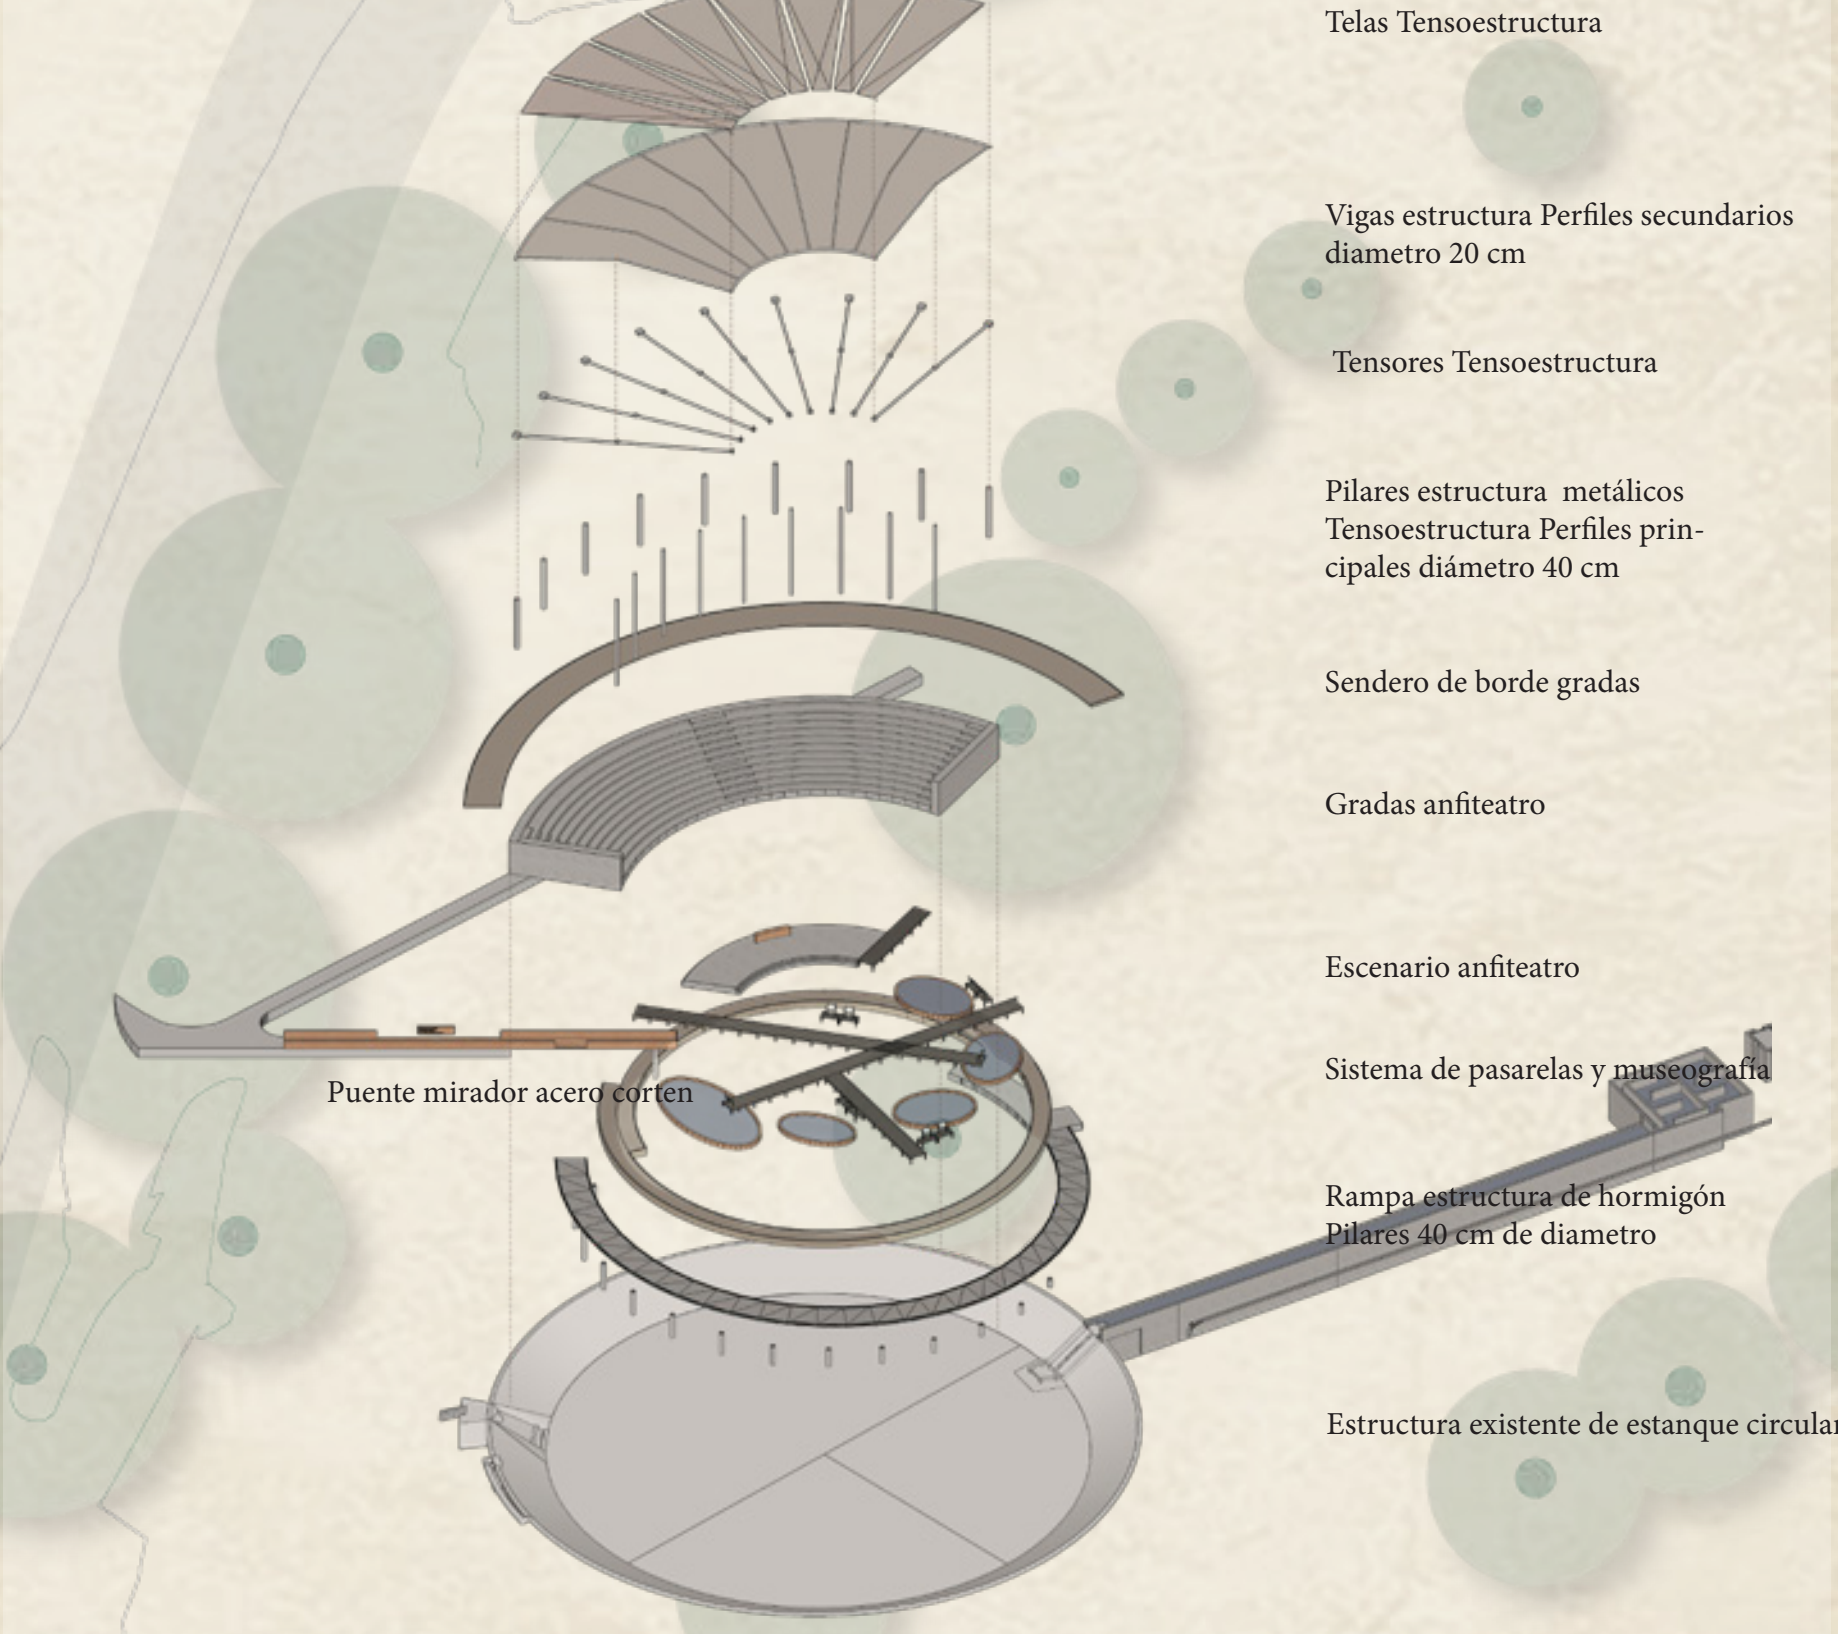 Telas Tensoestructura
Vigas estructura Perfiles secundarios
diametro 20 cm
Tensores Tensoestructura
Pilares estructura  metálicos
Tensoestructura Perfiles prin-
cipales diámetro 40 cm
Sendero de borde gradas
Gradas anfiteatro
Escenario anfiteatro
Sistema de pasarelas y museografía
Puente mirador acero corten
Rampa estructura de hormigón
Pilares 40 cm de diametro
Estructura existente de estanque circular